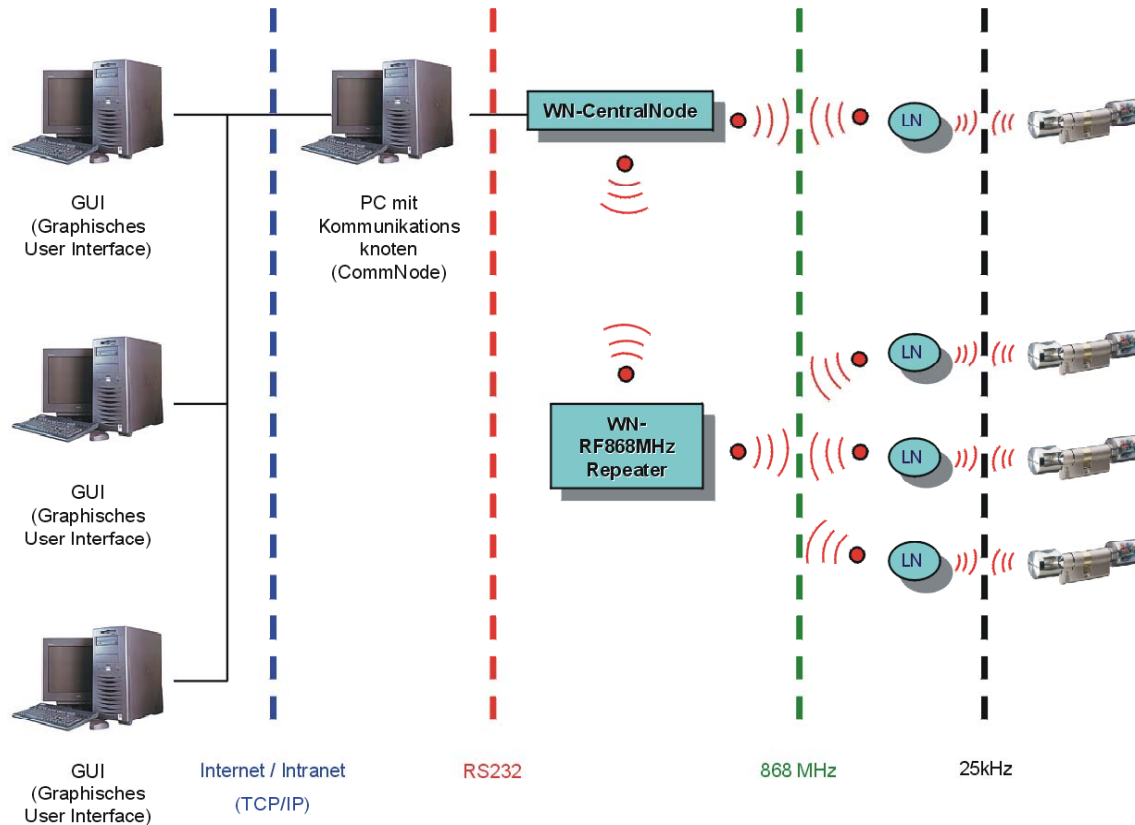 WN-CentralNode
LN
GUI
(Graphisches
User Interface)
PC mit
Kommunikations
knoten
(CommNode)
LN
WN-
RF868MHz
Repeater
LN
GUI
(Graphisches
User Interface)
LN
GUI
(Graphisches
User Interface)
Internet / Intranet
(TCP/IP)
RS232
868 MHz
25kHz